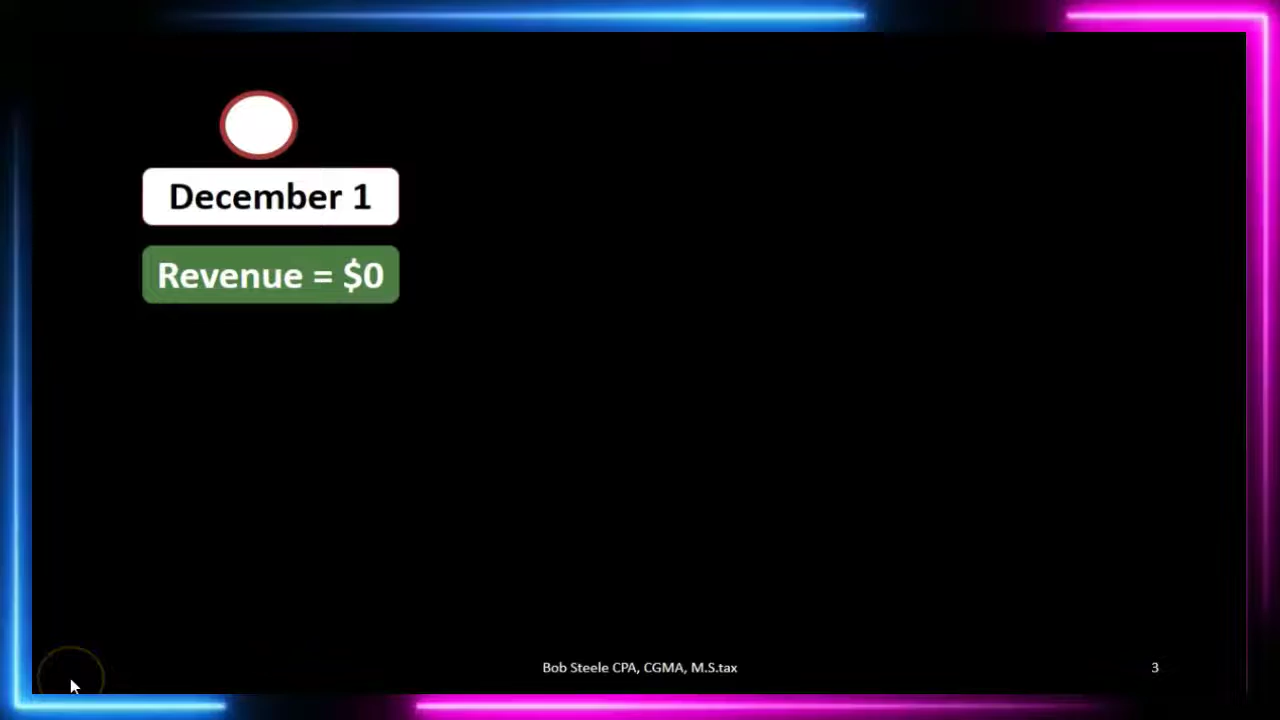 December 1
Revenue = $0
Bob Steele CPA, CGMA, M.S.tax
3